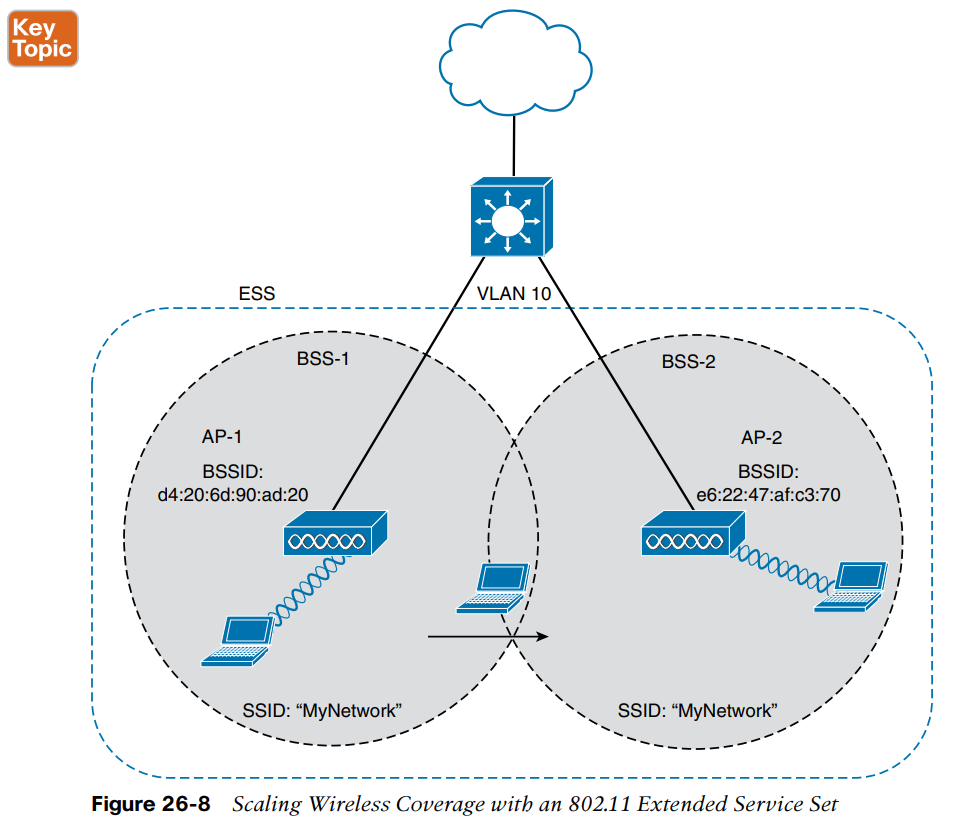 Key
Topic
ESS
VLAN 10
BSS-1
BSS-2
AP-1
BSSID:
d4:20:6d:90:ad:20
AP-2
BSSID:
e6:22:47:af:c3:70
SSID: “MyNetwork”
SSID: “MyNetwork”
Figure 26-8 Scaling Wireless Coverage with an 802.11 Extended Service Set